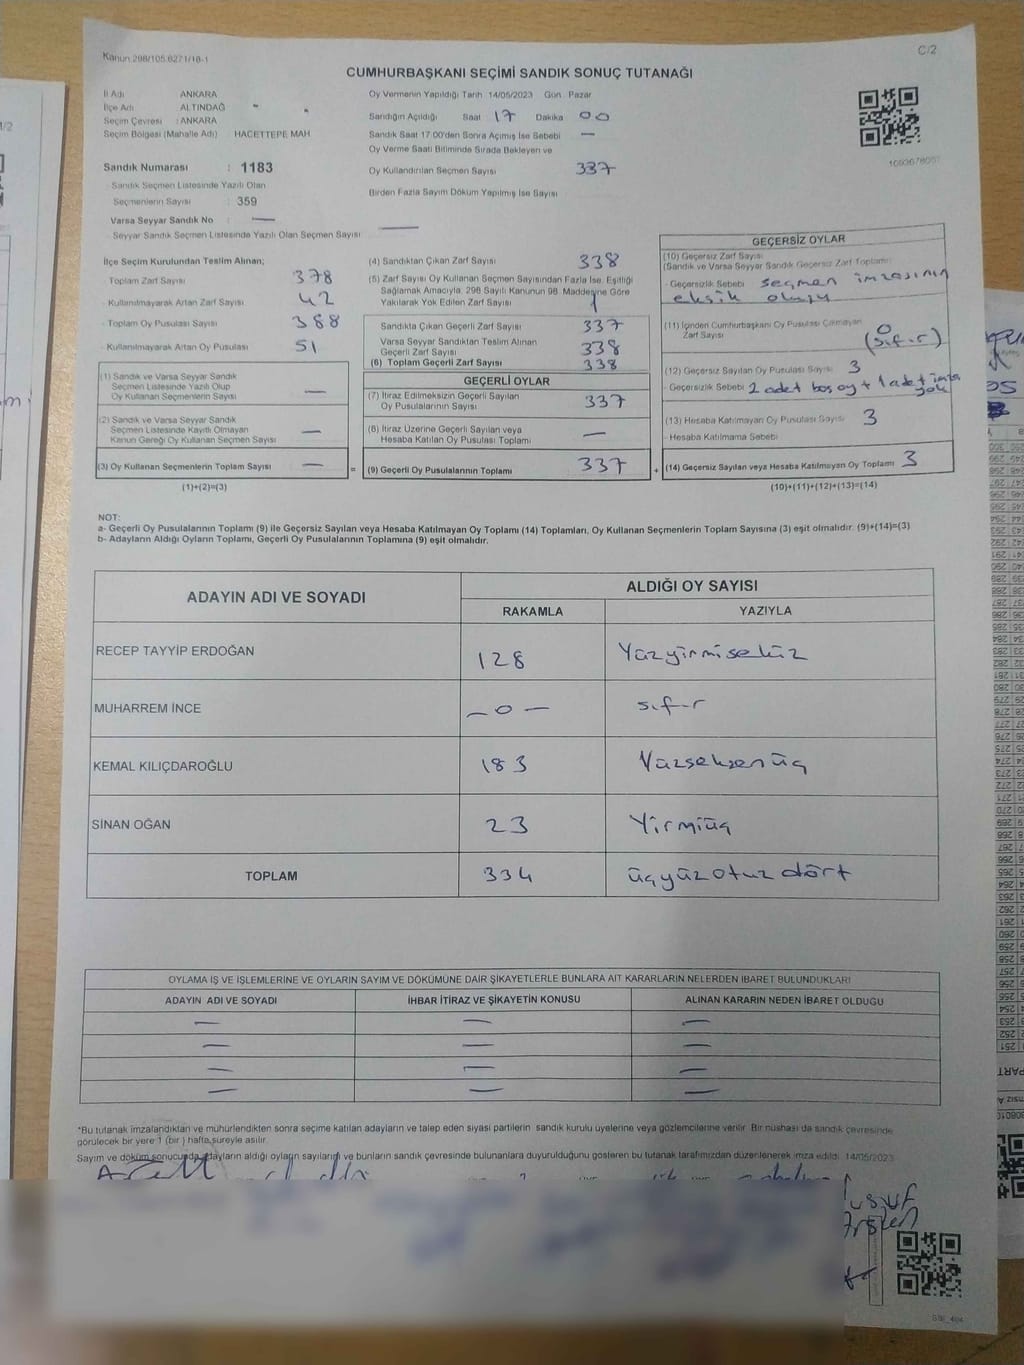 Kanun 298/105.6271/18-1
C/2
CUMHURBAŞKANI SEÇİMİ SANDIK SONUÇ TUTANAĞI
İl Adı ANKARA
İlçe Adı ALTINDAĞ
Seçim Çevresi : ANKARA
Seçim Bölgesi (Mahalle Adı) HACETTEPE MAH
Sandık Numarası : 1183
Sandık Seçmen Listesinde Yazılı Olan
Seçmenlerin Sayısı : 359
Varsa Seyyar Sandık No : —
Seyyar Sandık Seçmen Listesinde Yazılı Olan Seçmen Sayısı —
Oy Vermenin Yapıldığı Tarih 14/05/2023 Gün Pazar
Sandığın Açıldığı Saat 17 Dakika 00
Sandık Saat 17:00'den Sonra Açılmış İse Sebebi —
Oy Verme Saati Bitiminde Sırada Bekleyen ve
Oy Kullandırılan Seçmen Sayısı 337
Birden Fazla Sayım Döküm Yapılmış İse Sayısı
İlçe Seçim Kurulundan Teslim Alınan;
Toplam Zarf Sayısı 378
Kullanılmayarak Artan Zarf Sayısı 42
Toplam Oy Pusulası Sayısı 388
Kullanılmayarak Artan Oy Pusulası 51
(1) Sandık ve Varsa Seyyar Sandık
Seçmen Listesinde Yazılı Olup
Oy Kullanan Seçmenlerin Sayısı —
(2) Sandık ve Varsa Seyyar Sandık
Seçmen Listesinde Kayıtlı Olmayan
Kanun Gereği Oy Kullanan Seçmen Sayısı —
(3) Oy Kullanan Seçmenlerin Toplam Sayısı — =
(1)+(2)=(3)
(4) Sandıktan Çıkan Zarf Sayısı 338
(5) Zarf Sayısı Oy Kullanan Seçmen Sayısından Fazla İse, Eşitliği
Sağlamak Amacıyla, 298 Sayılı Kanunun 98. Maddesine Göre
Yakılarak Yok Edilen Zarf Sayısı 1
Sandıkta Çıkan Geçerli Zarf Sayısı 337
Varsa Seyyar Sandıktan Teslim Alınan
Geçerli Zarf Sayısı 338
(6) Toplam Geçerli Zarf Sayısı 338
GEÇERLİ OYLAR
(7) İtiraz Edilmeksizin Geçerli Sayılan
Oy Pusulalarının Sayısı 337
(8) İtiraz Üzerine Geçerli Sayılan veya
Hesaba Katılan Oy Pusulası Toplamı —
(9) Geçerli Oy Pusulalarının Toplamı 337 +
GEÇERSİZ OYLAR
(10) Geçersiz Zarf Sayısı
(Sandık ve Varsa Seyyar Sandık Geçersiz Zarf Toplamı)
- Geçersizlik Sebebi seçmen imzasının
eksik oluşu
(11) İçinden Cumhurbaşkanı Oy Pusulası Çıkmayan 0
Zarf Sayısı (sıfır)
(12) Geçersiz Sayılan Oy Pusulası Sayısı 3
- Geçersizlik Sebebi 2 adet boş oy + 1 adet imza
yok
(13) Hesaba Katılmayan Oy Pusulası Sayısı 3
- Hesaba Katılmama Sebebi
(14) Geçersiz Sayılan veya Hesaba Katılmayan Oy Toplamı 3
(10)+(11)+(12)+(13)=(14)
NOT:
a- Geçerli Oy Pusulalarının Toplamı (9) ile Geçersiz Sayılan veya Hesaba Katılmayan Oy Toplamı (14) Toplamları, Oy Kullanan Seçmenlerin Toplam Sayısına (3) eşit olmalıdır. (9)+(14)=(3)
b- Adayların Aldığı Oyların Toplamı, Geçerli Oy Pusulalarının Toplamına (9) eşit olmalıdır.
ADAYIN ADI VE SOYADI ALDIĞI OY SAYISI
RAKAMLA YAZIYLA
RECEP TAYYİP ERDOĞAN 128 Yüzyirmisekiz
MUHARREM İNCE — 0 — sıfır
KEMAL KILIÇDAROĞLU 183 Yüzseksenüç
SİNAN OĞAN 23 Yirmiüç
TOPLAM 334 üçyüzotuzdört
OYLAMA İŞ VE İŞLEMLERİNE VE OYLARIN SAYIM VE DÖKÜMÜNE DAİR ŞİKAYETLERLE BUNLARA AİT KARARLARIN NELERDEN İBARET BULUNDUKLARI
ADAYIN ADI VE SOYADI İHBAR İTİRAZ VE ŞİKAYETİN KONUSU ALINAN KARARIN NEDEN İBARET OLDUĞU
— — —
— — —
— — —
— — —
*Bu tutanak imzalandıktan ve mühürlendikten sonra seçime katılan adayların ve talep eden siyasi partilerin sandık kurulu üyelerine veya gözlemcilerine verilir. Bir nüshası da sandık çevresinde
görülecek bir yere 1 (bir) hafta süreyle asılır.
Sayım ve döküm sonucunda adayların aldığı oyların sayılarını ve bunların sandık çevresinde bulunanlara duyurulduğunu gösteren bu tutanak tarafımızdan düzenlenerek imza edildi. 14/05/2023
Yusuf
Arslan